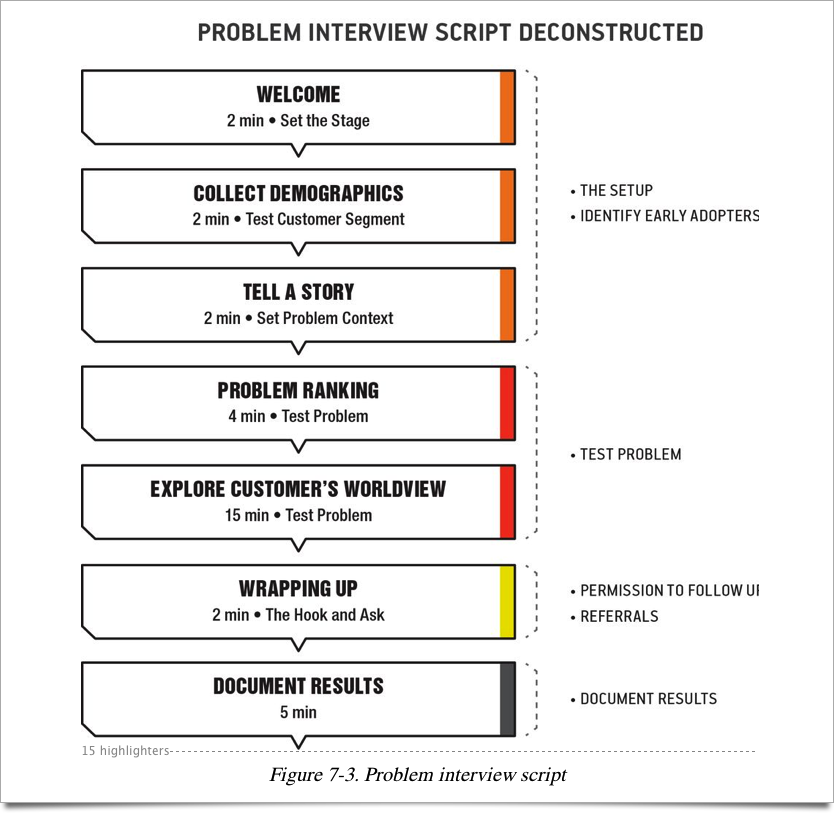 PROBLEM INTERVIEW SCRIPT DECONSTRUCTED
WELCOME
2 min • Set the Stage
COLLECT DEMOGRAPHICS
2 min • Test Customer Segment
TELL A STORY
2 min • Set Problem Context
• THE SETUP
• IDENTIFY EARLY ADOPTERS
PROBLEM RANKING
4 min • Test Problem
EXPLORE CUSTOMER'S WORLDVIEW
15 min • Test Problem
• TEST PROBLEM
WRAPPING UP
2 min • The Hook and Ask
• PERMISSION TO FOLLOW UP
• REFERRALS
DOCUMENT RESULTS
5 min
• DOCUMENT RESULTS
15 highlighters
Figure 7-3. Problem interview script